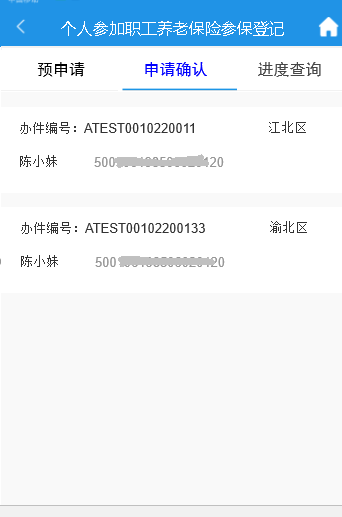 个人参加职工养老保险参保登记
预申请 申请确认 进度查询
办件编号：ATEST0010220011 江北区
陈小妹
办件编号：ATEST00102200133 渝北区
陈小妹